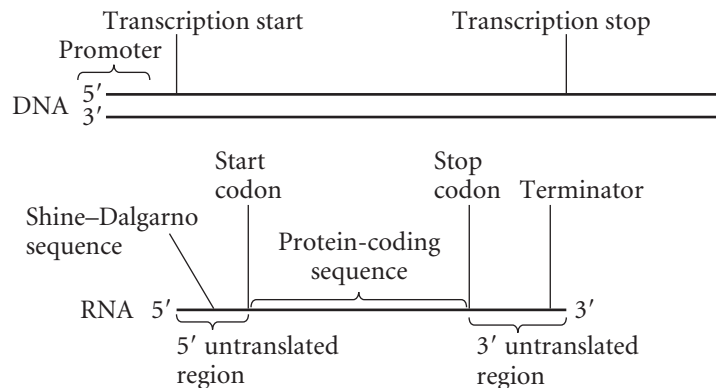 Transcription start
Transcription stop
Promoter
5′
DNA
3′
Start
codon
Stop
codon
Terminator
Shine–Dalgarno
sequence
Protein-coding
sequence
RNA 5′
3′
5′ untranslated
region
3′ untranslated
region